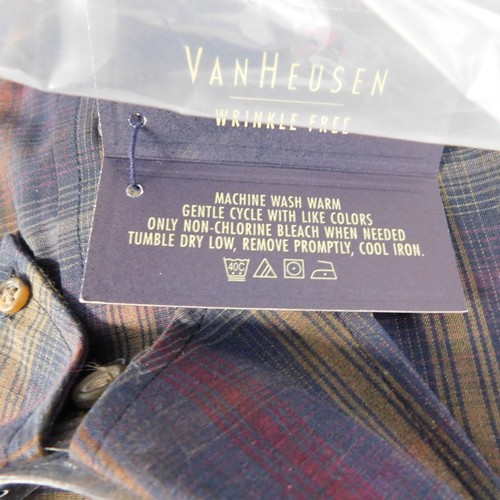 VANHEUSEN
WRINKLE FREE
MACHINE WASH WARM
GENTLE CYCLE WITH LIKE COLORS
ONLY NON-CHLORINE BLEACH WHEN NEEDED
TUMBLE DRY LOW, REMOVE PROMPTLY, COOL IRON.
40C